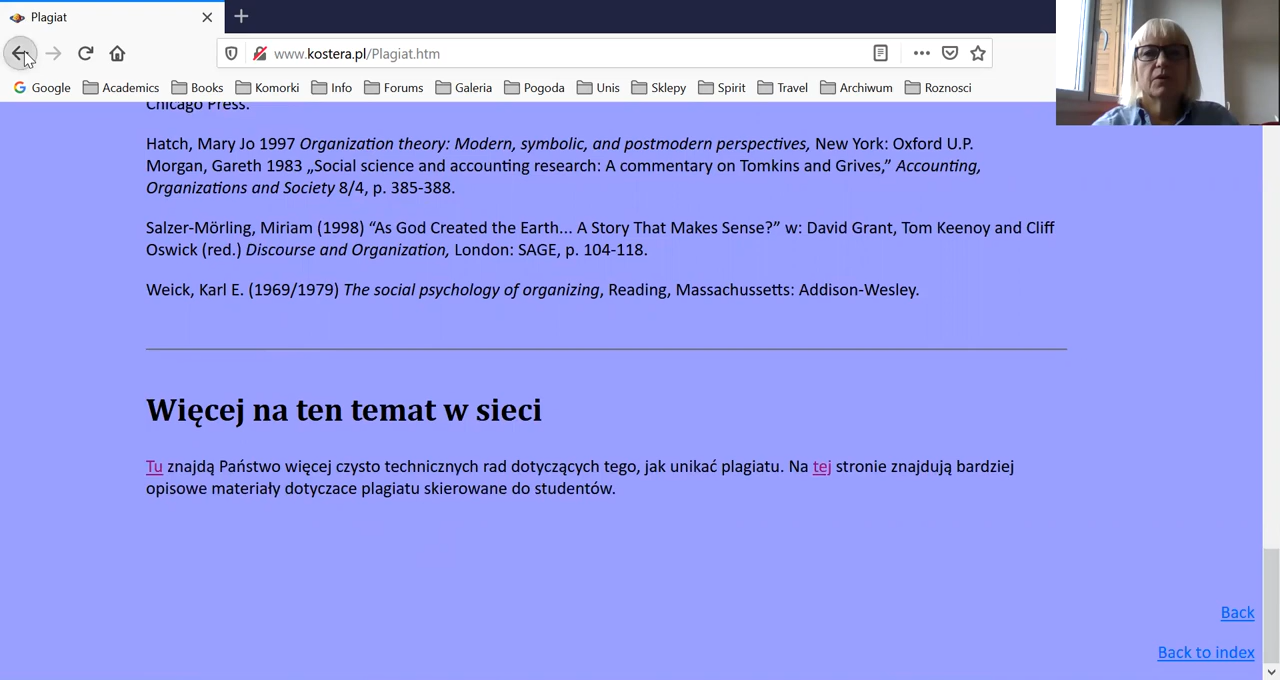 Plagiat
www.kostera.pl/Plagiat.htm
Google Academics Books Komorki Info Forums Galeria Pogoda Unis Sklepy Spirit Travel Archiwum Roznosci
Chicago Press.
Hatch, Mary Jo 1997 Organization theory: Modern, symbolic, and postmodern perspectives, New York: Oxford U.P.
Morgan, Gareth 1983 „Social science and accounting research: A commentary on Tomkins and Grives,” Accounting,
Organizations and Society 8/4, p. 385-388.
Salzer-Mörling, Miriam (1998) “As God Created the Earth... A Story That Makes Sense?” w: David Grant, Tom Keenoy and Cliff
Oswick (red.) Discourse and Organization, London: SAGE, p. 104-118.
Weick, Karl E. (1969/1979) The social psychology of organizing, Reading, Massachussetts: Addison-Wesley.
Więcej na ten temat w sieci
Tu znajdą Państwo więcej czysto technicznych rad dotyczących tego, jak unikać plagiatu. Na tej stronie znajdują bardziej
opisowe materiały dotyczace plagiatu skierowane do studentów.
Back
Back to index